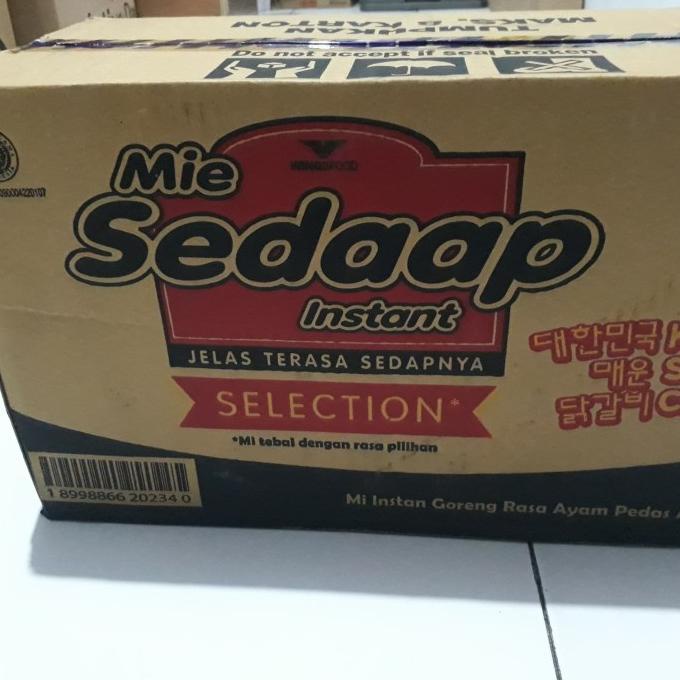 TUMPUKAN
MAKS. 6 KARTON
Do not accept if seal broken
WINGSFOOD
Mie
Sedaap
Instant
JELAS TERASA SEDAPNYA
SELECTION*
*Mi tebal dengan rasa pilihan
대한민국 K
매운 S
닭갈비 C
1 8998866 20234 0
Mi Instan Goreng Rasa Ayam Pedas